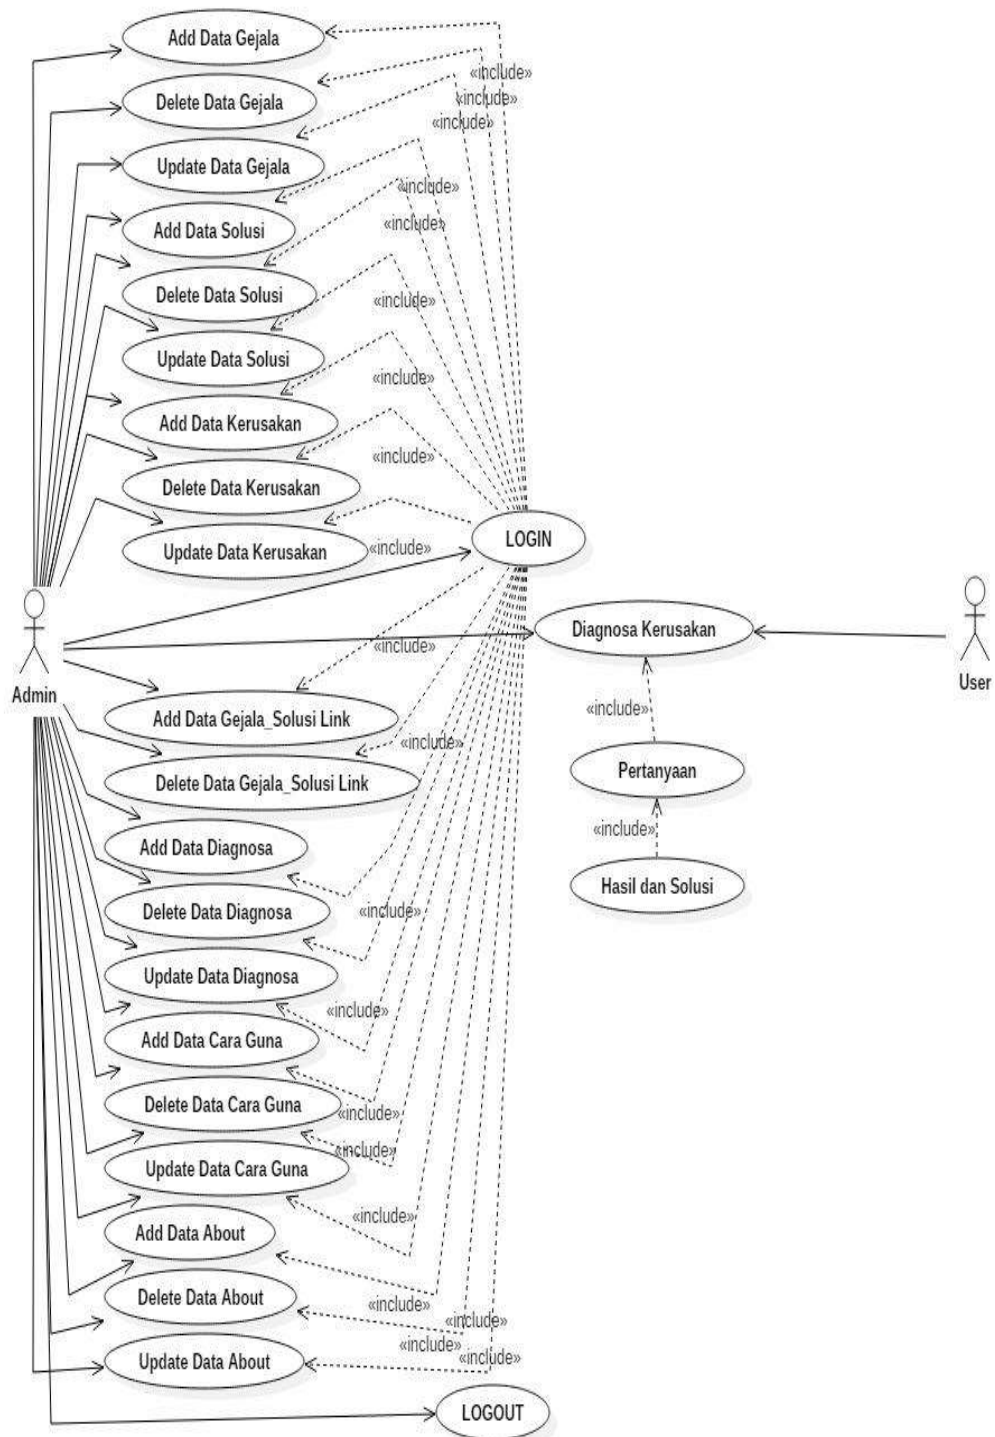 Add Data Gejala
«include»
Delete Data Gejala
«include»
«include»
Update Data Gejala
«include»
Add Data Solusi
«include»
Delete Data Solusi
«include»
Update Data Solusi
«include»
Add Data Kerusakan
«include»
Delete Data Kerusakan
LOGIN
Update Data Kerusakan
«include»
Diagnosa Kerusakan
«include»
Admin
User
Add Data Gejala_Solusi Link
«include»
«include»
Pertanyaan
Delete Data Gejala_Solusi Link
«include»
Add Data Diagnosa
Hasil dan Solusi
Delete Data Diagnosa
«include»
Update Data Diagnosa
«include»
Add Data Cara Guna
Delete Data Cara Guna
«include»
«include»
Update Data Cara Guna
«include»
Add Data About
Delete Data About
«include»
«include»
«include»
«include»
Update Data About
LOGOUT